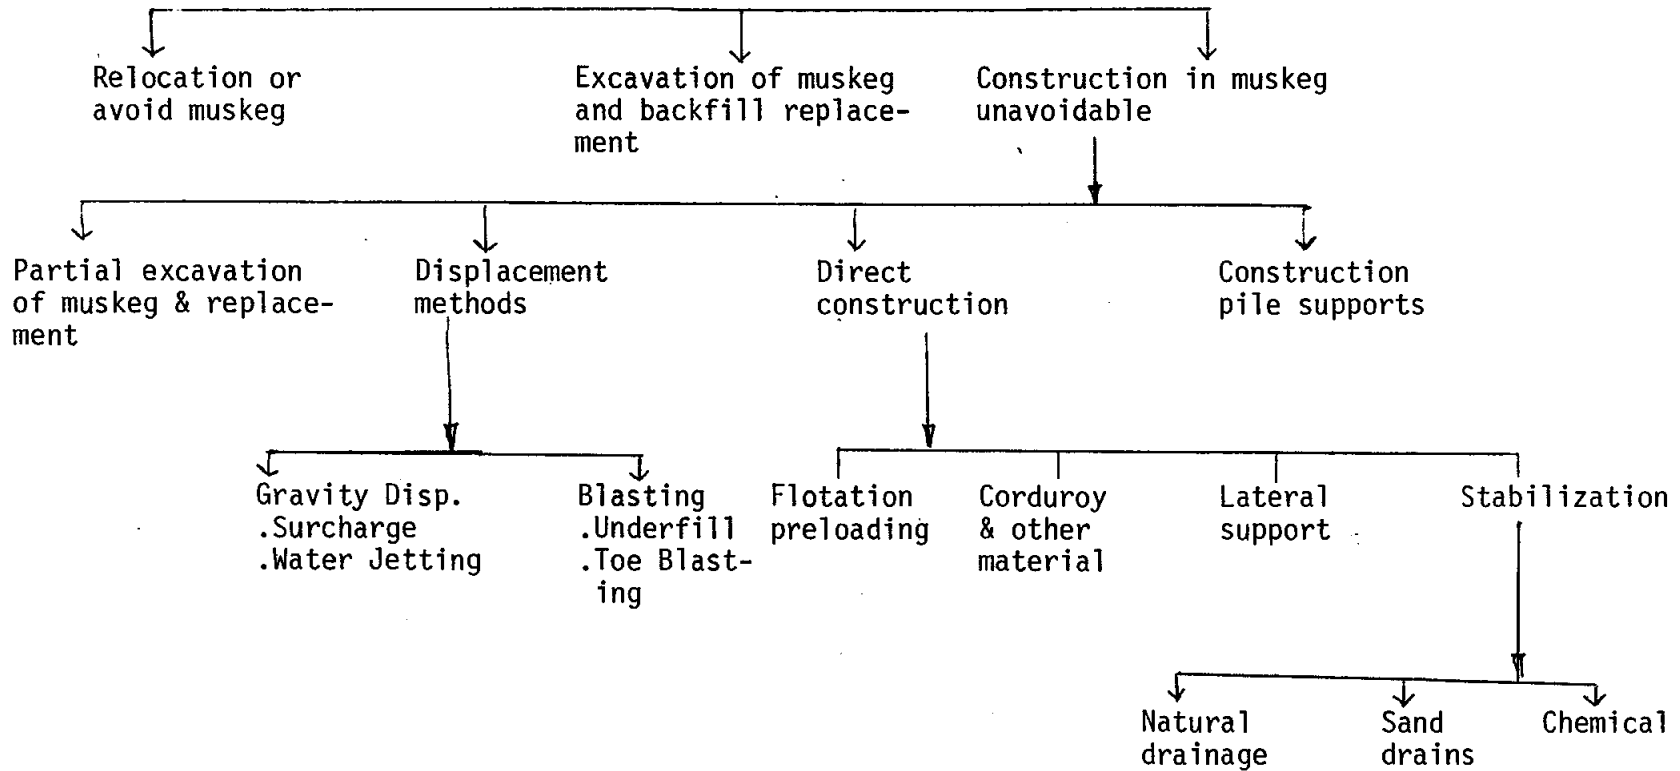 Relocation or
avoid muskeg
Excavation of muskeg
and backfill replace-
ment
Construction in muskeg
unavoidable
Partial excavation
of muskeg & replace-
ment
Displacement
methods
Direct
construction
Construction
pile supports
Gravity Disp.
.Surcharge
.Water Jetting
Blasting
.Underfill
.Toe Blast-
ing
Flotation
preloading
Corduroy
& other
material
Lateral
support
Stabilization
Natural
drainage
Sand
drains
Chemical